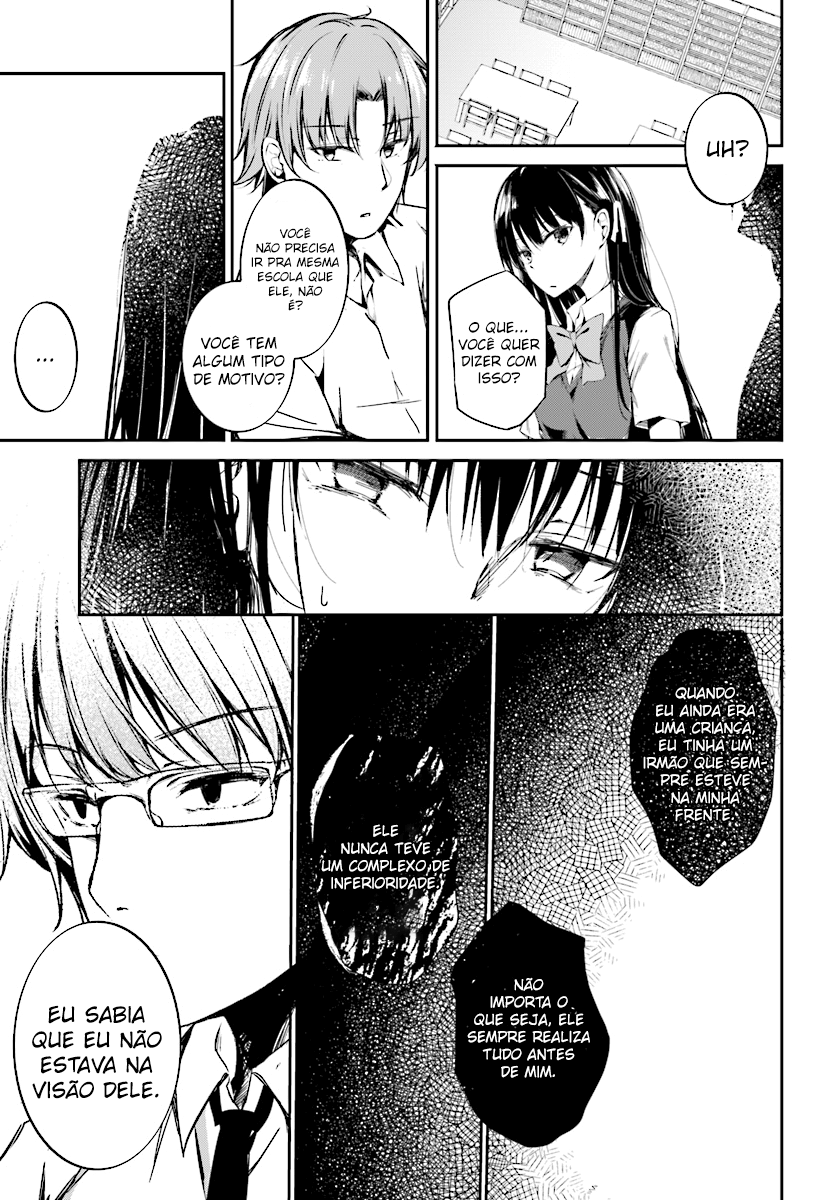 UH?
O QUE...
VOCÊ QUER
DIZER COM
ISSO?
VOCÊ
NÃO PRECISA
IR PRA MESMA
ESCOLA QUE
ELE, NÃO
É?
VOCÊ TEM
ALGUM TIPO
DE MOTIVO?
...
QUANDO
EU AINDA ERA
UMA CRIANÇA,
EU TINHA UM
IRMÃO QUE SEM-
PRE ESTEVE
NA MINHA
FRENTE.
NÃO
IMPORTA O
QUE SEJA, ELE
SEMPRE REALIZA
TUDO ANTES
DE MIM.
ELE
NUNCA TEVE
UM COMPLEXO DE
INFERIORIDADE.
EU SABIA
QUE EU NÃO
ESTAVA NA
VISÃO DELE.